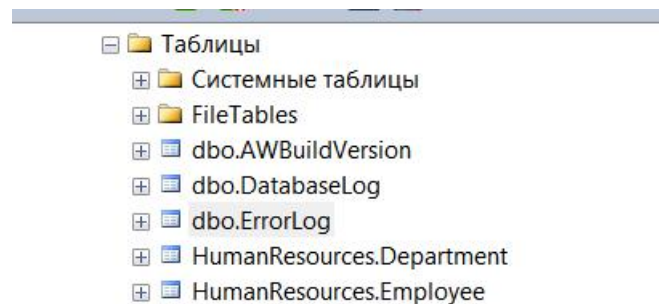 Таблицы
Системные таблицы
FileTables
dbo.AWBuildVersion
dbo.DatabaseLog
dbo.ErrorLog
HumanResources.Department
HumanResources.Employee